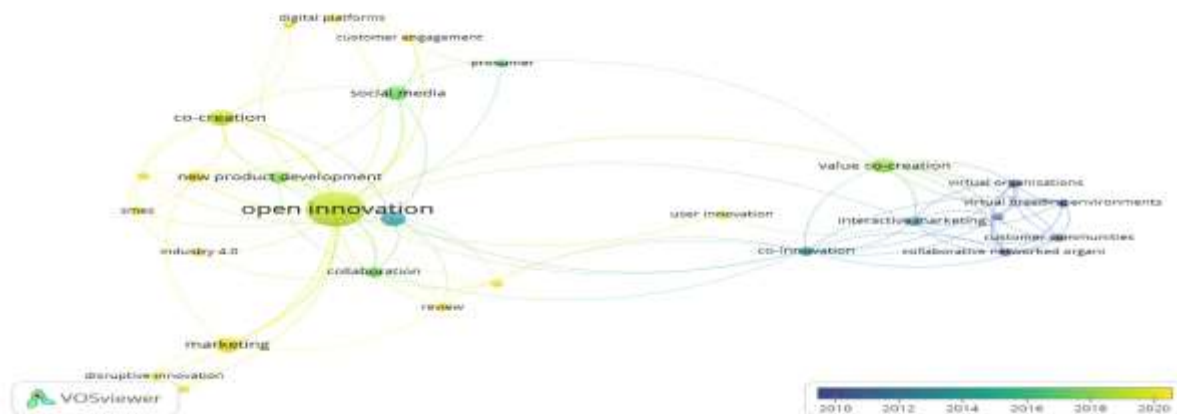 digital platforms
customer engagement
prosumer
social media
co-creation
value co-creation
new product development
virtual organisations
open innovation
virtual breeding environments
smes
user innovation
interactive marketing
customer communities
industry 4.0
co-innovation
collaborative networked organi
collaboration
review
marketing
disruptive innovation
VOSviewer
2010 2012 2014 2016 2018 2020